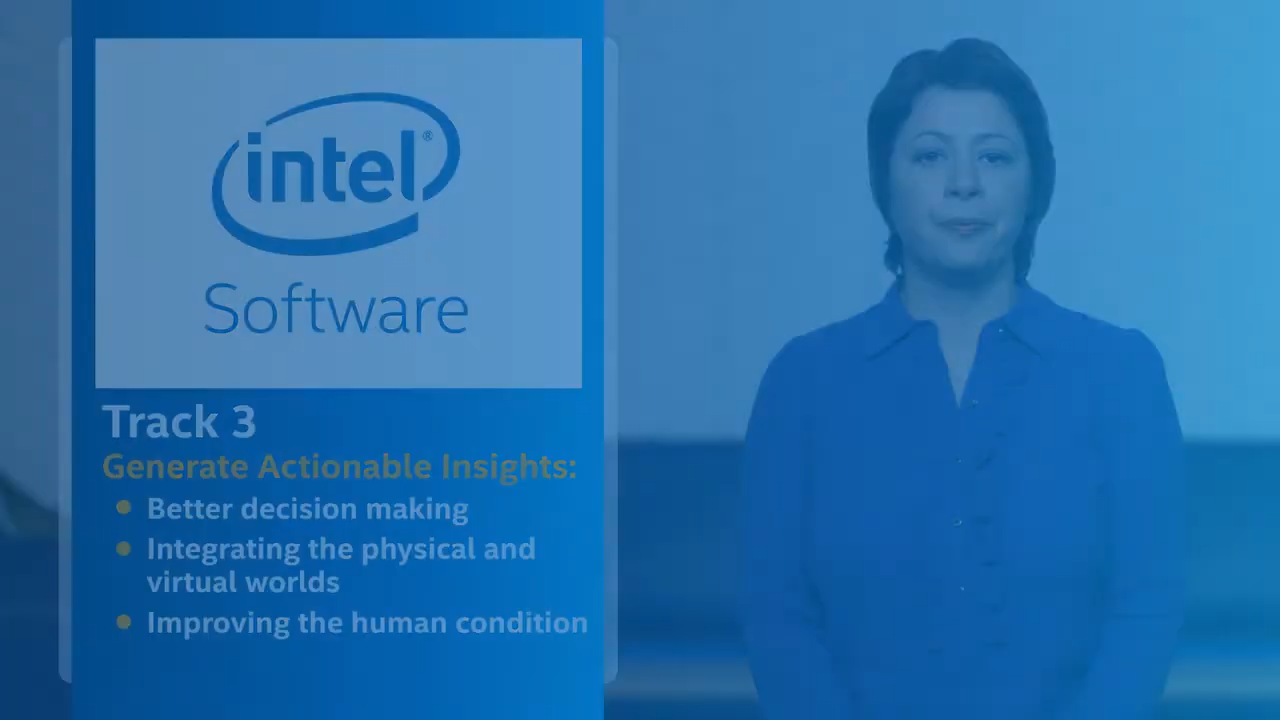 intel®
Software
Track 3
Generate Actionable Insights:
Better decision making
Integrating the physical and
virtual worlds
Improving the human condition